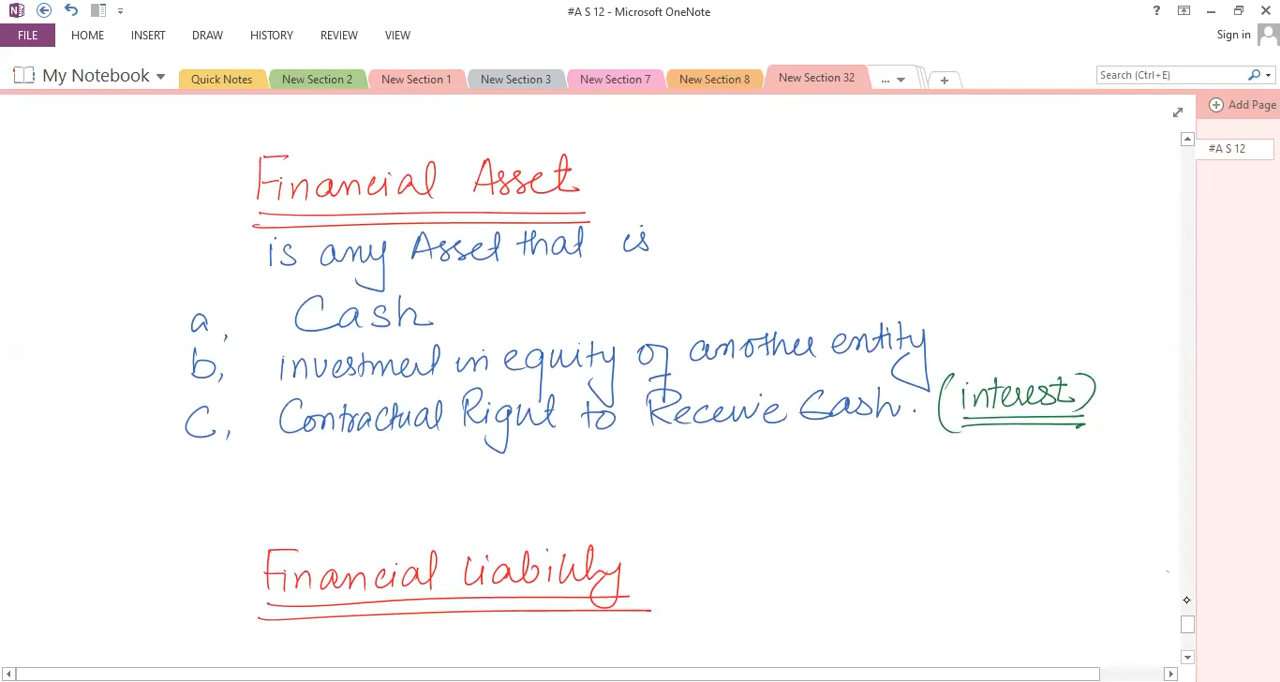 #A S 12 - Microsoft OneNote
?
FILE HOME INSERT DRAW HISTORY REVIEW VIEW
Sign in
My Notebook
Quick Notes New Section 2 New Section 1 New Section 3 New Section 7 New Section 8 New Section 32 ...
Search (Ctrl+E)
Add Page
#A S 12
Financial Asset
is any Asset that is
a, Cash
b, investment in equity of another entity
C, Contractual Right to Receive Cash. (interest)
Financial Liability